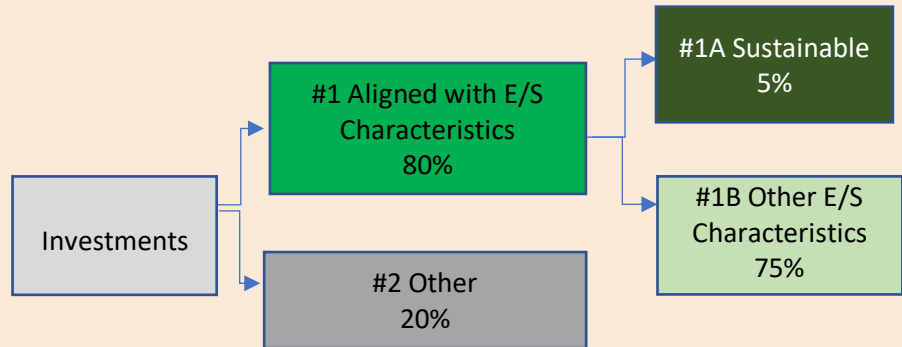 Investments
#1 Aligned with E/S
Characteristics
80%
#2 Other
20%
#1A Sustainable
5%
#1B Other E/S
Characteristics
75%